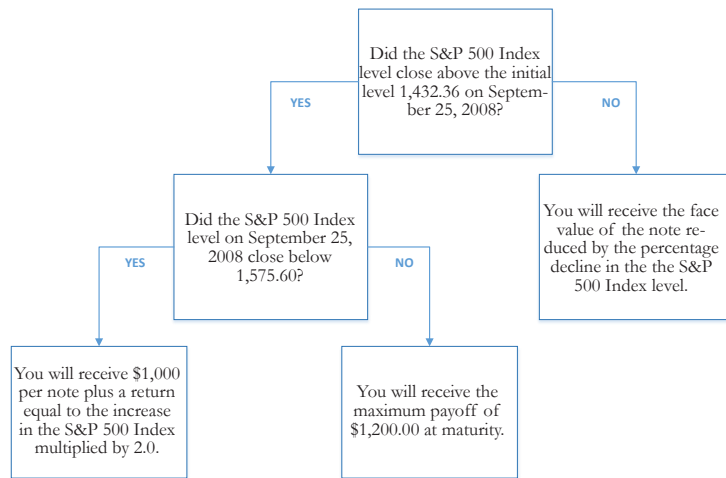 Did the S&P 500 Index
level close above the initial
level 1,432.36 on Septem-
ber 25, 2008?
YES
NO
Did the S&P 500 Index
level on September 25,
2008 close below
1,575.60?
You will receive the face
value of the note re-
duced by the percentage
decline in the the S&P
500 Index level.
YES
NO
You will receive $1,000
per note plus a return
equal to the increase
in the S&P 500 Index
multiplied by 2.0.
You will receive the
maximum payoff of
$1,200.00 at maturity.